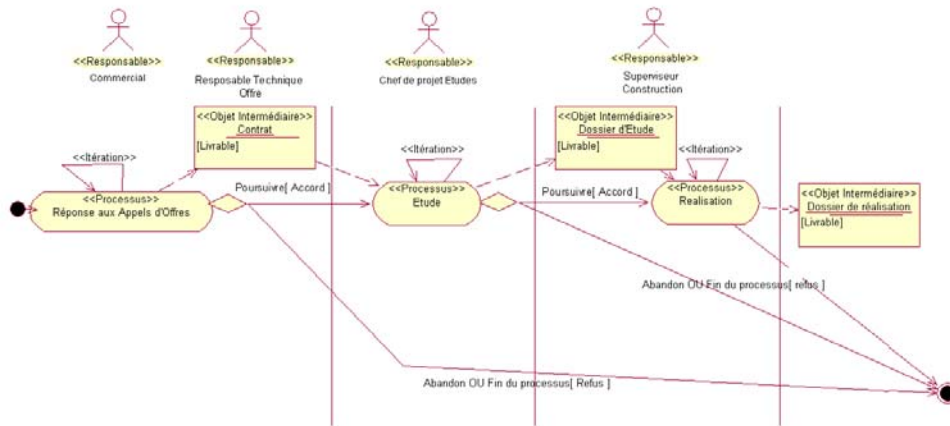 <<Responsable>>
Commercial
<<Responsable>>
Resposable Technique
Offre
<<Responsable>>
Chef de projet Etudes
<<Responsable>>
Superviseur
Construction
<<Objet Intermédiaire>>
Contrat
[Livrable]
<<Objet Intermédiaire>>
Dossier d'Etude
[Livrable]
<<Itération>>
<<Itération>>
<<Itération>>
<<Processus>>
Réponse aux Appels d'Offres
Poursuivre[ Accord ]
<<Processus>>
Etude
Poursuivre[ Accord ]
<<Processus>>
Realisation
<<Objet Intermédiaire>>
Dossier de réalisation
[Livrable]
Abandon OU Fin du processus[ refus ]
Abandon OU Fin du processus[ Refus ]